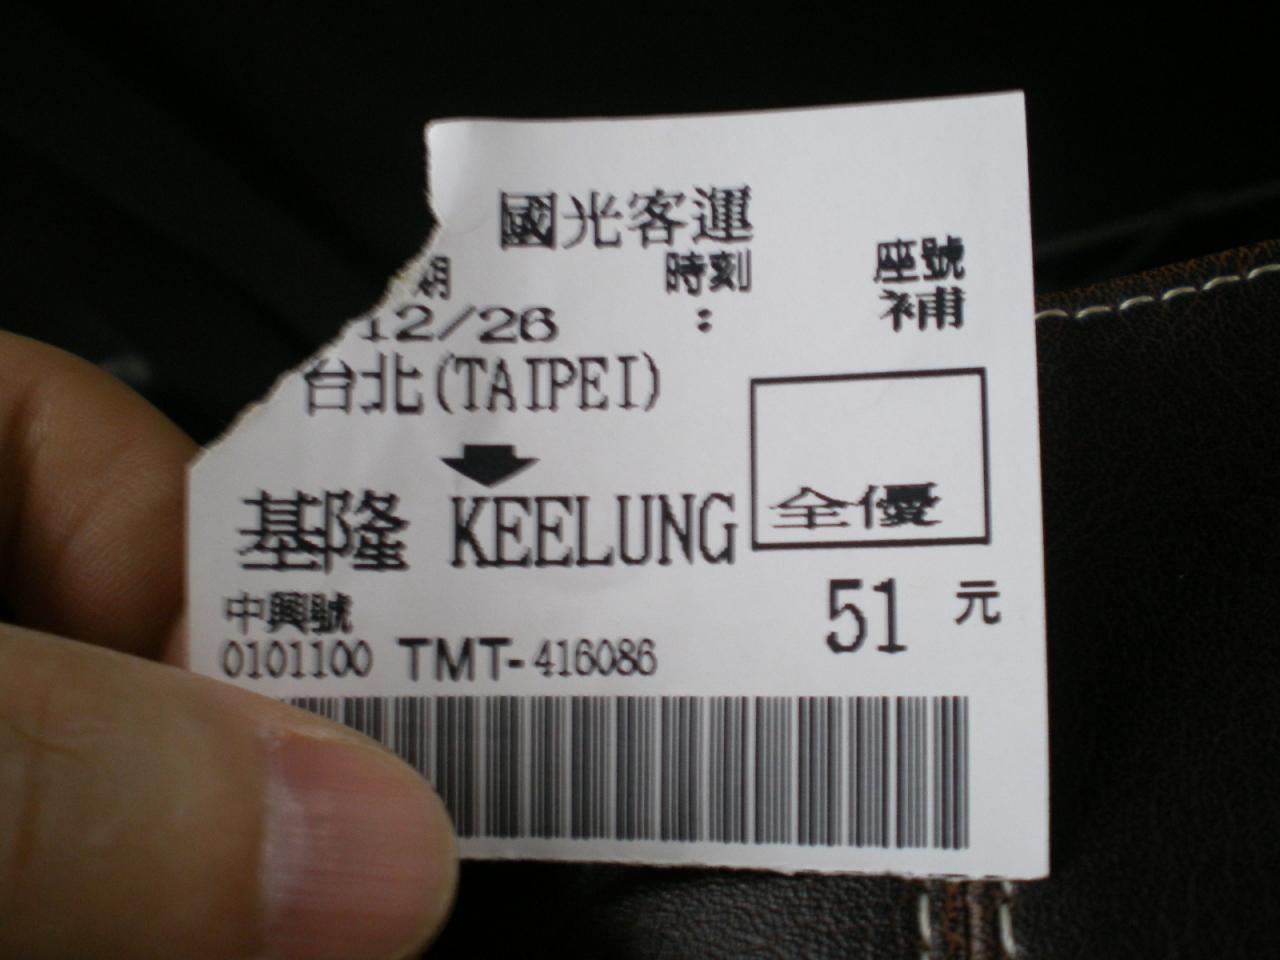 國光客運
期 時刻 座號
12/26 : 補
台北(TAIPEI)
基隆 KEELUNG
全優
中興號
51 元
0101100 TMT-416086